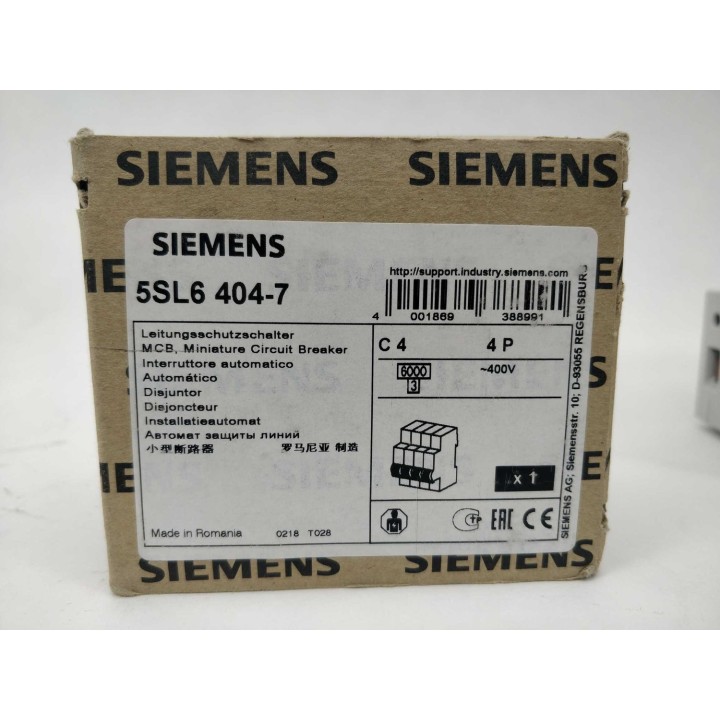 SIEMENS SIEMENS
SIEMENS
5SL6 404-7
http://support.industry.siemens.com
4 001869 388991
Leitungsschutzschalter
MCB, Miniature Circuit Breaker
Interruttore automatico
Automático
Disjuntor
Disjoncteur
Installatieautomat
Автомат защиты линий
小型断路器 罗马尼亚 制造
C 4 4 P
6000 ~400V
3
x 1
EAC CE
Made in Romania 0218 T028
SIEMENS AG; Siemensstr. 10; D-93055 REGENSBURG
SIEMENS SIEMENS